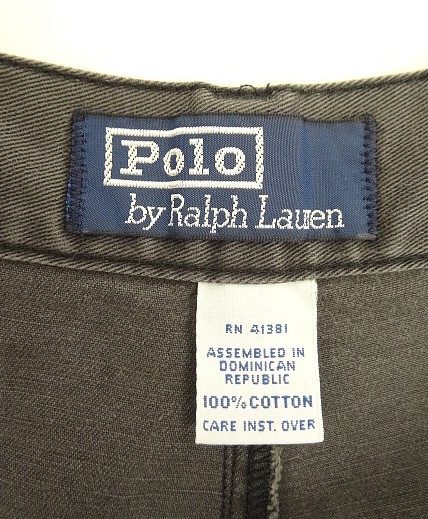 Polo
by Ralph Lauren
RN 41381
ASSEMBLED IN
DOMINICAN
REPUBLIC
100% COTTON
CARE INST. OVER